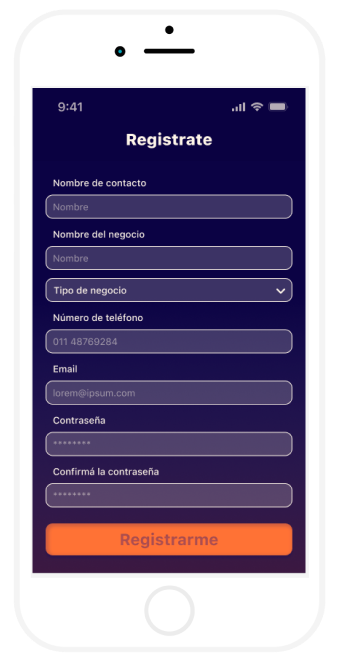 9:41
Registrate
Nombre de contacto
Nombre
Nombre del negocio
Nombre
Tipo de negocio
Número de teléfono
011 48769284
Email
lorem@ipsum.com
Contraseña
********
Confirmá la contraseña
********
Registrarme